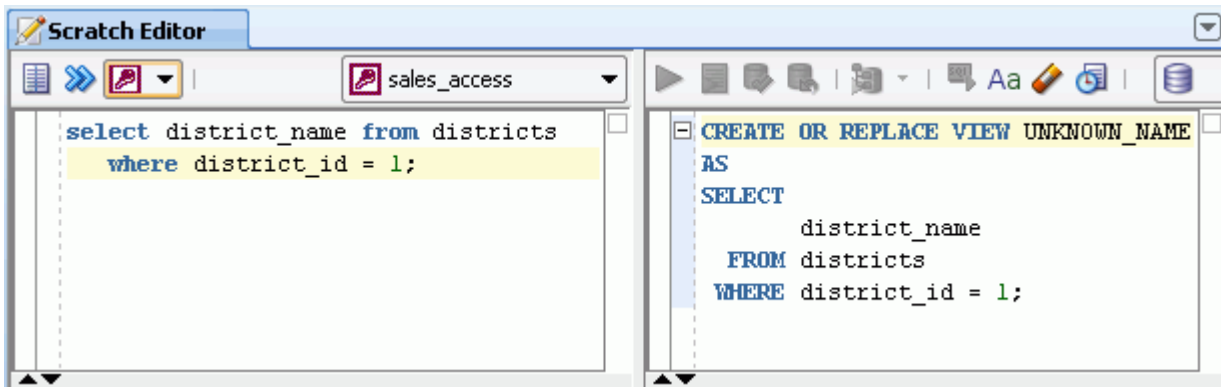 Scratch Editor
sales_access
Aa
select district_name from districts
where district_id = 1;
CREATE OR REPLACE VIEW UNKNOWN_NAME
AS
SELECT
district_name
FROM districts
WHERE district_id = 1;